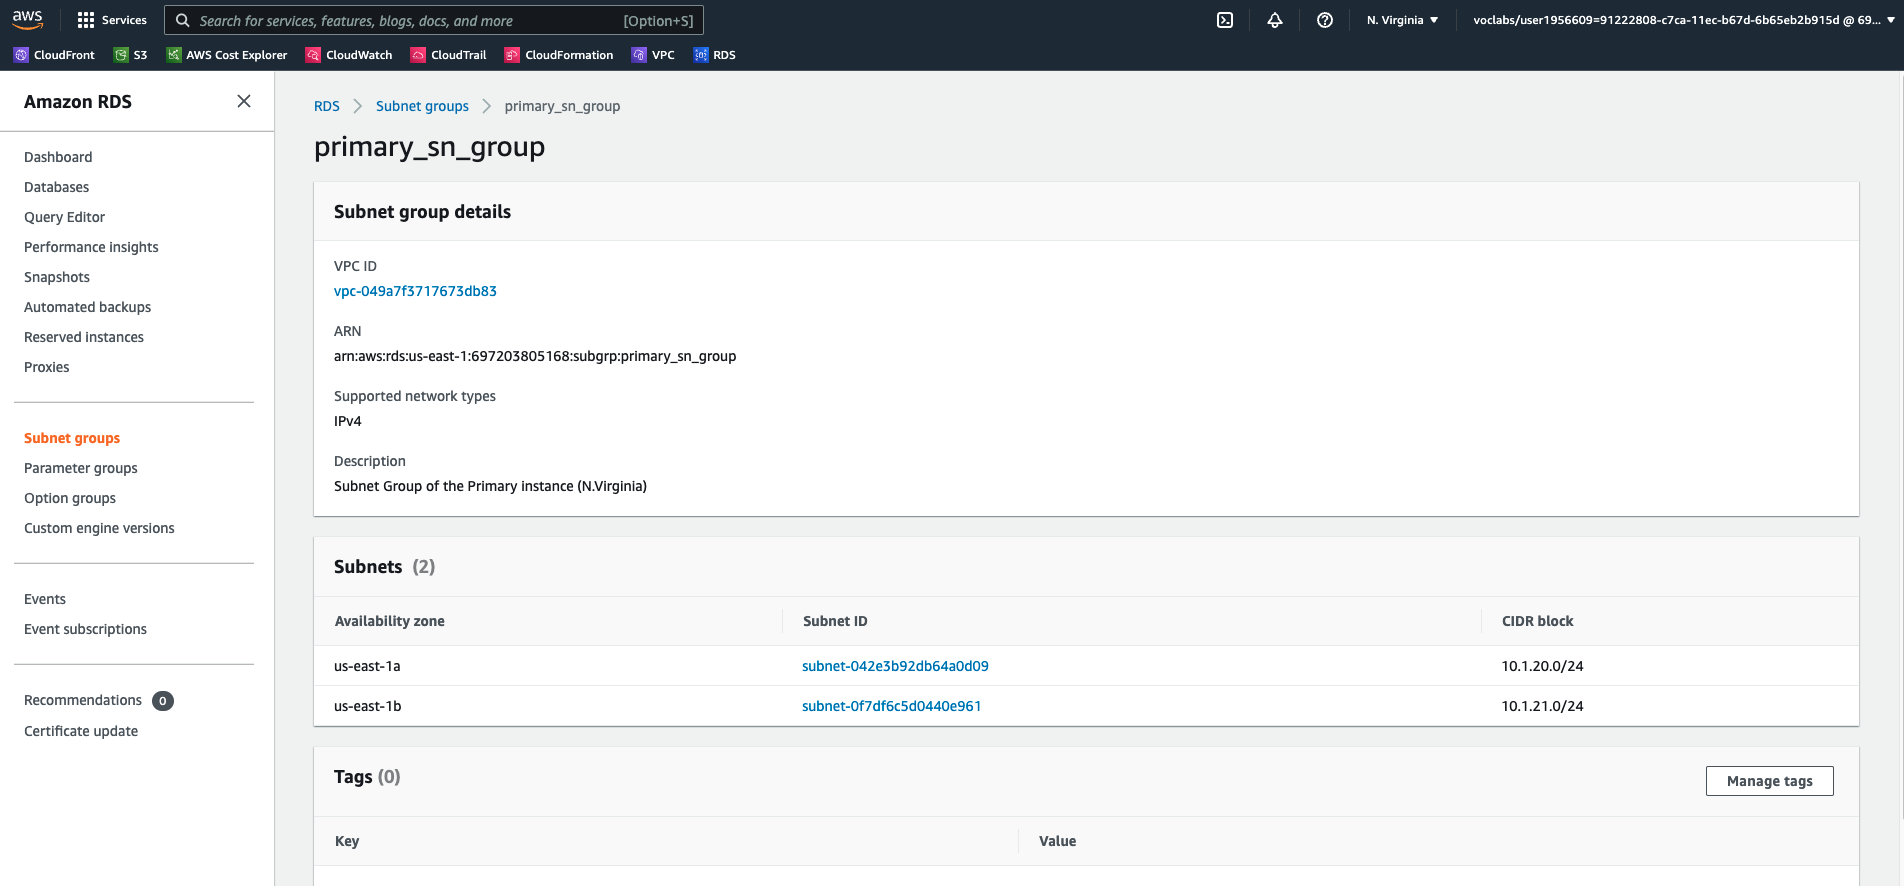 aws
Services
Search for services, features, blogs, docs, and more
[Option+S]
N. Virginia
voclabs/user1956609=91222808-c7ca-11ec-b67d-6b65eb2b915d @ 69...
CloudFront
S3
AWS Cost Explorer
CloudWatch
CloudTrail
CloudFormation
VPC
RDS
Amazon RDS
Dashboard
Databases
Query Editor
Performance insights
Snapshots
Automated backups
Reserved instances
Proxies
Subnet groups
Parameter groups
Option groups
Custom engine versions
Events
Event subscriptions
Recommendations 0
Certificate update
RDS
Subnet groups
primary_sn_group
primary_sn_group
Subnet group details
VPC ID
vpc-049a7f3717673db83
ARN
arn:aws:rds:us-east-1:697203805168:subgrp:primary_sn_group
Supported network types
IPv4
Description
Subnet Group of the Primary instance (N.Virginia)
Subnets (2)
Availability zone
Subnet ID
CIDR block
us-east-1a
subnet-042e3b92db64a0d09
10.1.20.0/24
us-east-1b
subnet-0f7df6c5d0440e961
10.1.21.0/24
Tags (0)
Manage tags
Key
Value